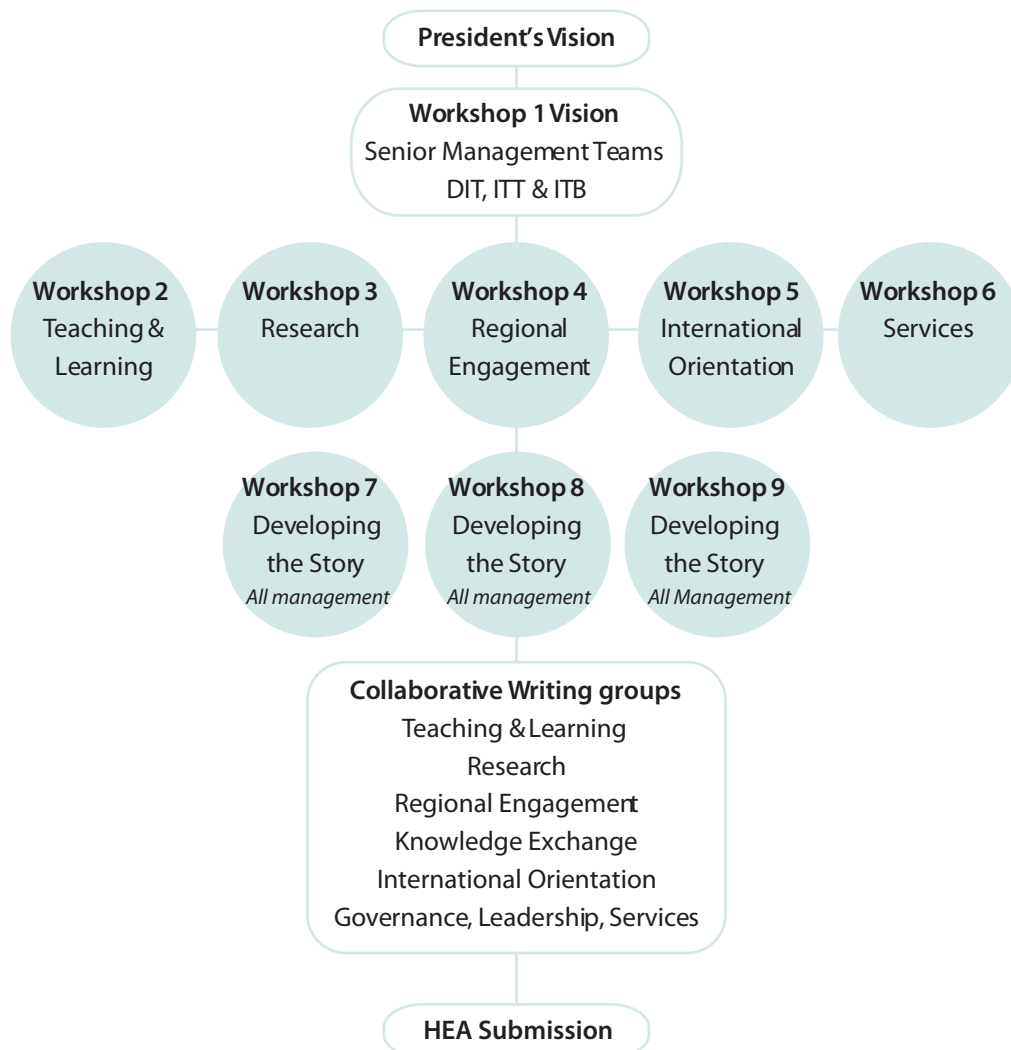 President's Vision
Workshop 1 Vision
Senior Management Teams
DIT, ITT & ITB
Workshop 2
Teaching &
Learning
Workshop 3
Research
Workshop 4
Regional
Engagement
Workshop 5
International
Orientation
Workshop 6
Services
Workshop 7
Developing
the Story
All management
Workshop 8
Developing
the Story
All management
Workshop 9
Developing
the Story
All Management
Collaborative Writing groups
Teaching & Learning
Research
Regional Engagement
Knowledge Exchange
International Orientation
Governance, Leadership, Services
HEA Submission